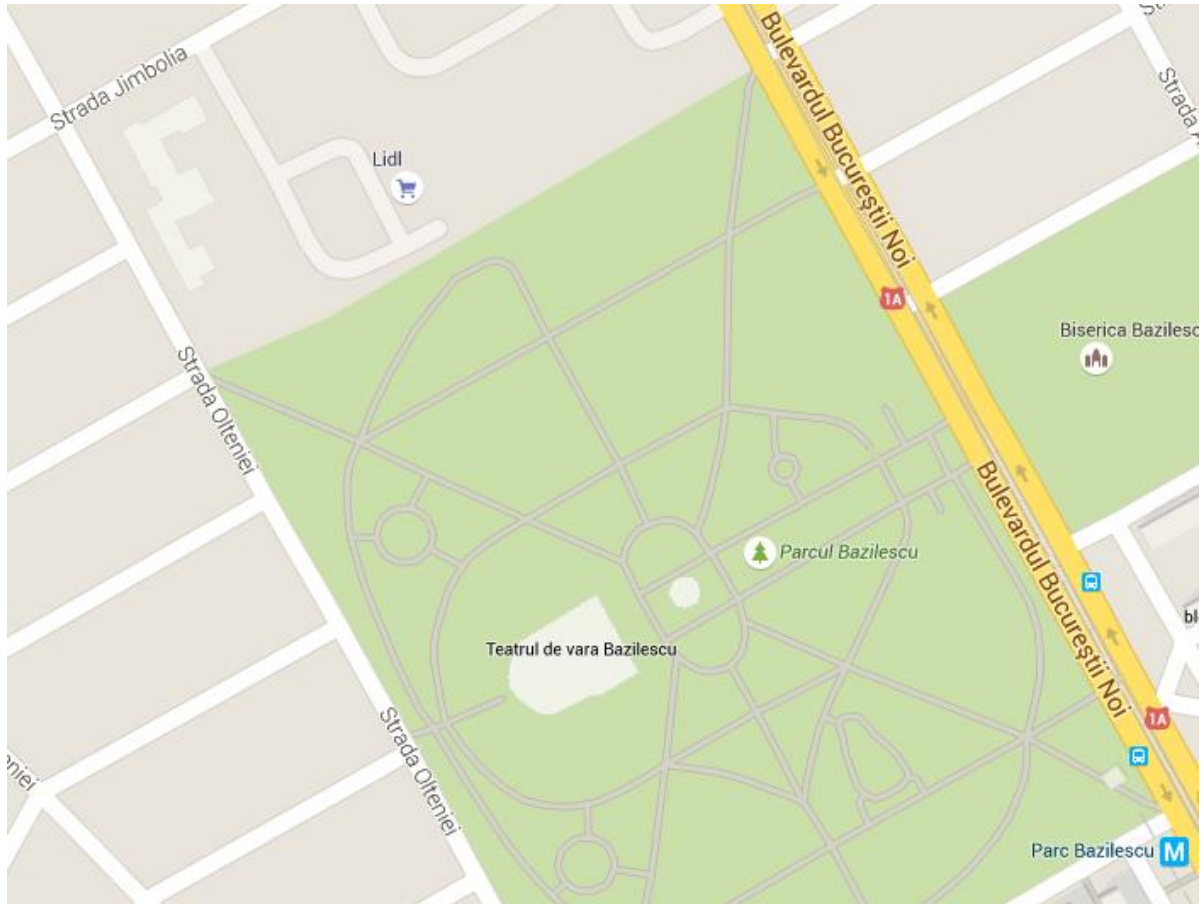 Bulevardul Bucureștii Noi
Strada Jimbolia
Lidl
1A
Biserica Bazilesc
Strada Olteniei
Bulevardul Bucureștii Noi
Parcul Bazilescu
Teatrul de vara Bazilescu
Strada Olteniei
1A
Parc Bazilescu M